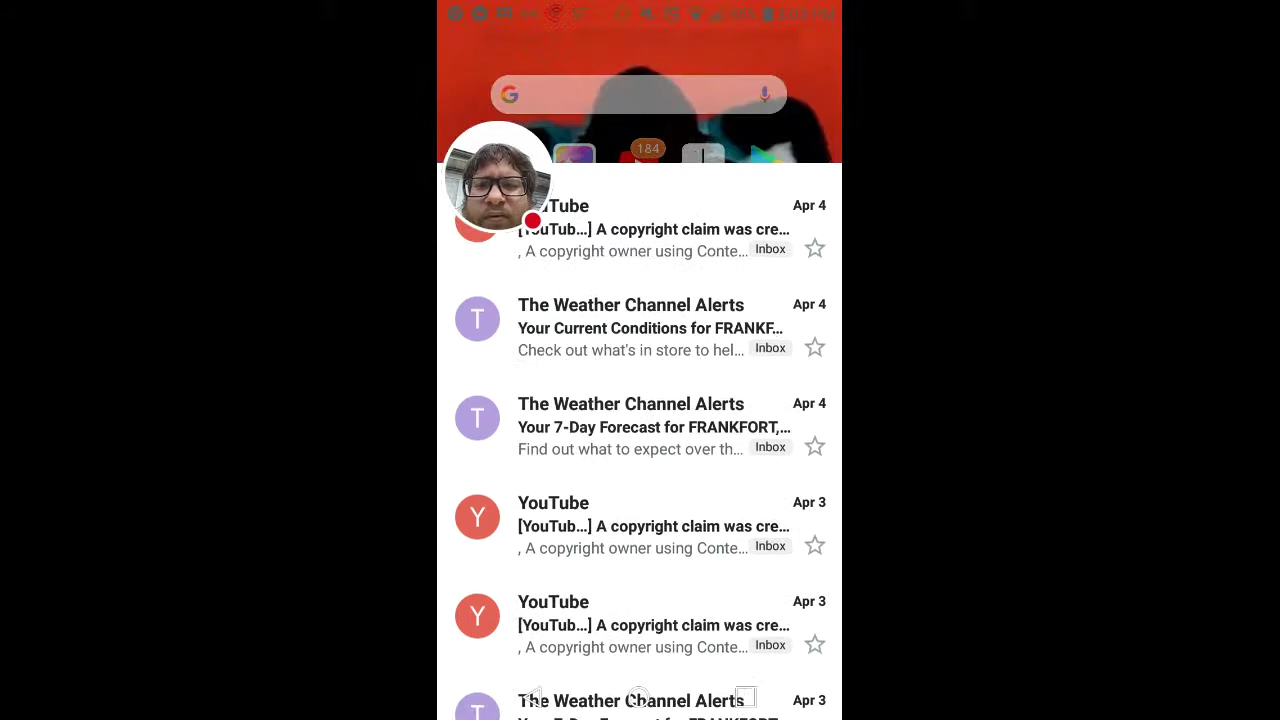 184
uTube
Apr 4
[YouTub...] A copyright claim was cre...
, A copyright owner using Conte...
Inbox
T
The Weather Channel Alerts
Apr 4
Your Current Conditions for FRANKF...
Check out what's in store to hel...
Inbox
T
The Weather Channel Alerts
Apr 4
Your 7-Day Forecast for FRANKFORT,...
Find out what to expect over th...
Inbox
Y
YouTube
Apr 3
[YouTub...] A copyright claim was cre...
, A copyright owner using Conte...
Inbox
Y
YouTube
Apr 3
[YouTub...] A copyright claim was cre...
, A copyright owner using Conte...
Inbox
T
The Weather Channel Alerts
Apr 3